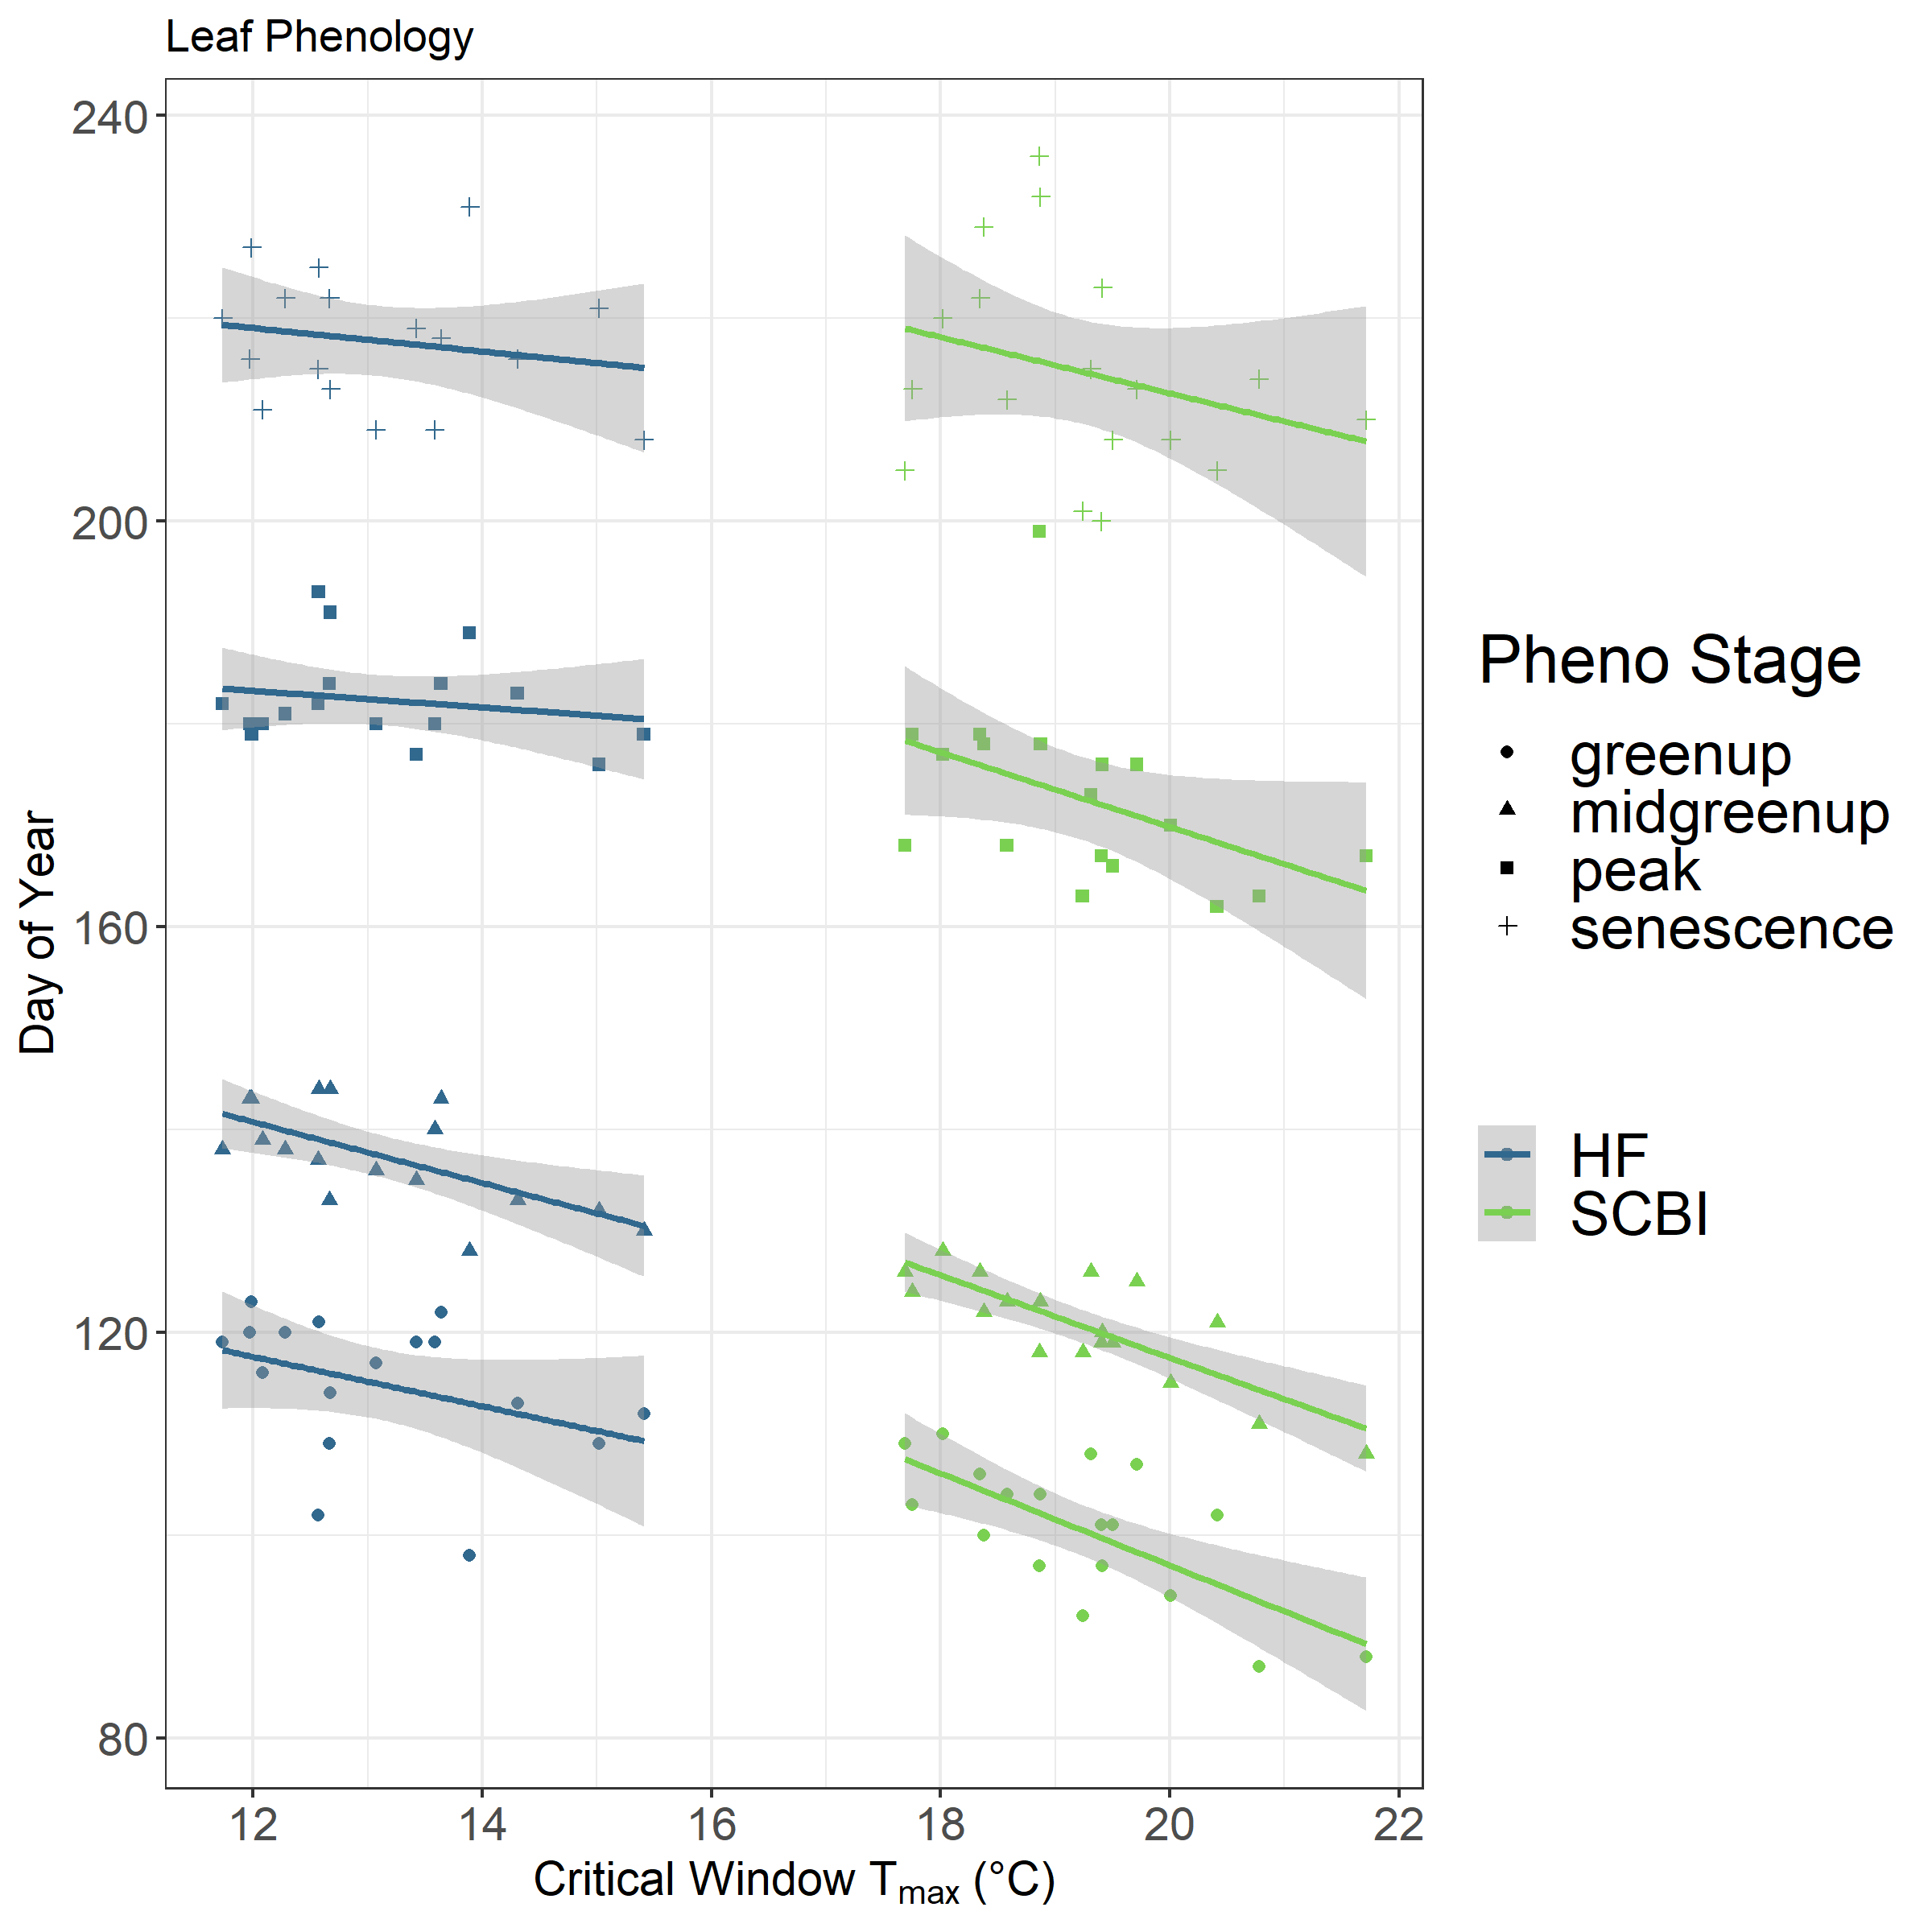 Leaf Phenology
240
200
160
120
80
Day of Year
12 14 16 18 20 22
Critical Window Tmax (°C)
Pheno Stage
greenup
midgreenup
peak
senescence
HF
SCBI